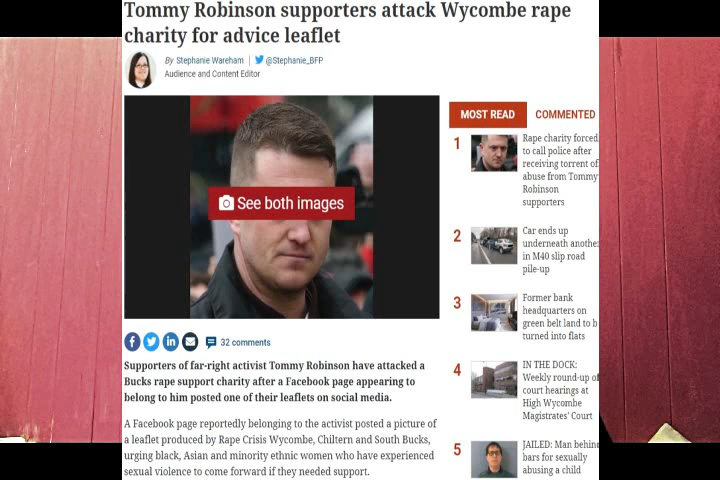 Tommy Robinson supporters attack Wycombe rape
charity for advice leaflet
By Stephanie Wareham | @Stephanie_BFP
Audience and Content Editor
See both images
32 comments
Supporters of far-right activist Tommy Robinson have attacked a
Bucks rape support charity after a Facebook page appearing to
belong to him posted one of their leaflets on social media.
A Facebook page reportedly belonging to the activist posted a picture of
a leaflet produced by Rape Crisis Wycombe, Chiltern and South Bucks,
urging black, Asian and minority ethnic women who have experienced
sexual violence to come forward if they needed support.
MOST READ
COMMENTED
1
Rape charity forced
to call police after
receiving torrent of
abuse from Tommy
Robinson
supporters
2
Car ends up
underneath another
in M40 slip road
pile-up
3
Former bank
headquarters on
green belt land to b
turned into flats
4
IN THE DOCK:
Weekly round-up of
court hearings at
High Wycombe
Magistrates' Court
5
JAILED: Man behin
bars for sexually
abusing a child